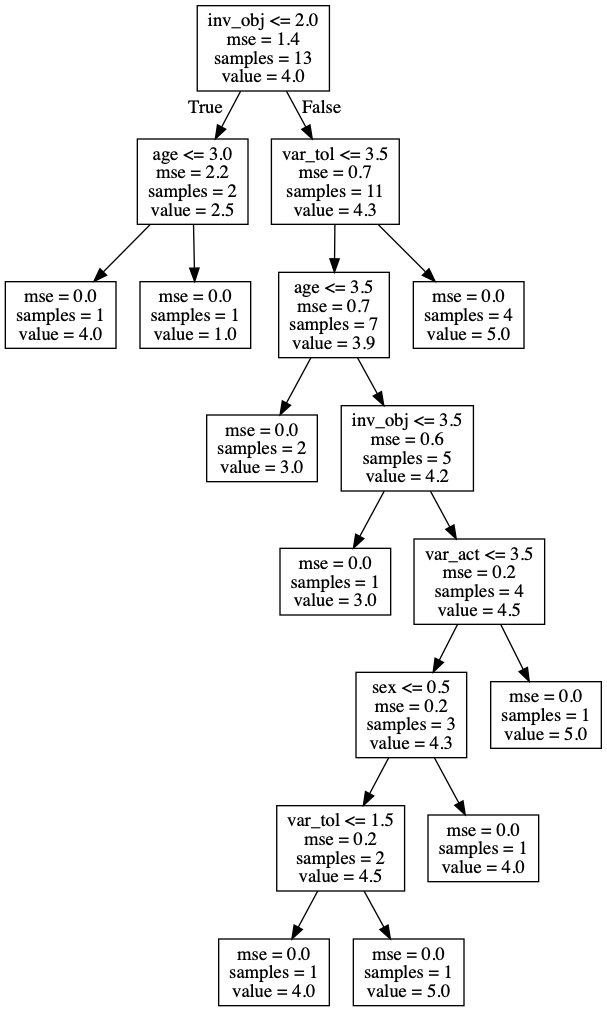 inv_obj <= 2.0
mse = 1.4
samples = 13
value = 4.0
True
False
age <= 3.0
mse = 2.2
samples = 2
value = 2.5
var_tol <= 3.5
mse = 0.7
samples = 11
value = 4.3
mse = 0.0
samples = 1
value = 4.0
mse = 0.0
samples = 1
value = 1.0
age <= 3.5
mse = 0.7
samples = 7
value = 3.9
mse = 0.0
samples = 4
value = 5.0
mse = 0.0
samples = 2
value = 3.0
inv_obj <= 3.5
mse = 0.6
samples = 5
value = 4.2
mse = 0.0
samples = 1
value = 3.0
var_act <= 3.5
mse = 0.2
samples = 4
value = 4.5
sex <= 0.5
mse = 0.2
samples = 3
value = 4.3
mse = 0.0
samples = 1
value = 5.0
var_tol <= 1.5
mse = 0.2
samples = 2
value = 4.5
mse = 0.0
samples = 1
value = 4.0
mse = 0.0
samples = 1
value = 4.0
mse = 0.0
samples = 1
value = 5.0